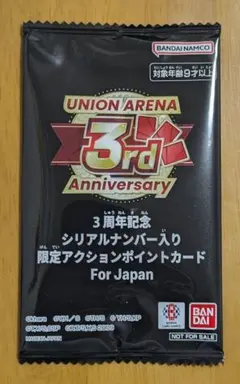 BANDAI NAMCO
対象年齢9才以上
UNION ARENA
3rd
Anniversary
3周年記念
シリアルナンバー入り
限定アクションポイントカード
For Japan
BANDAI
NOT FOR SALE